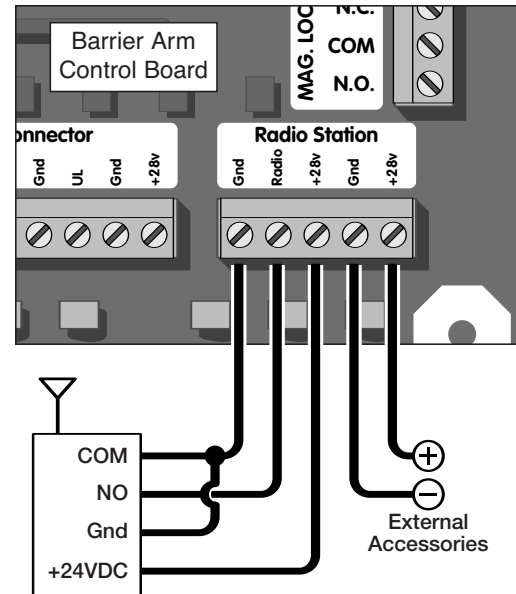 Barrier Arm
Control Board
MAG. LOC
N.C.
COM
N.O.
onnector
Gnd
UL
Gnd
+28v
Radio Station
Gnd
Radio
+28v
Gnd
+28v
COM
NO
Gnd
+24VDC
+
−
External
Accessories